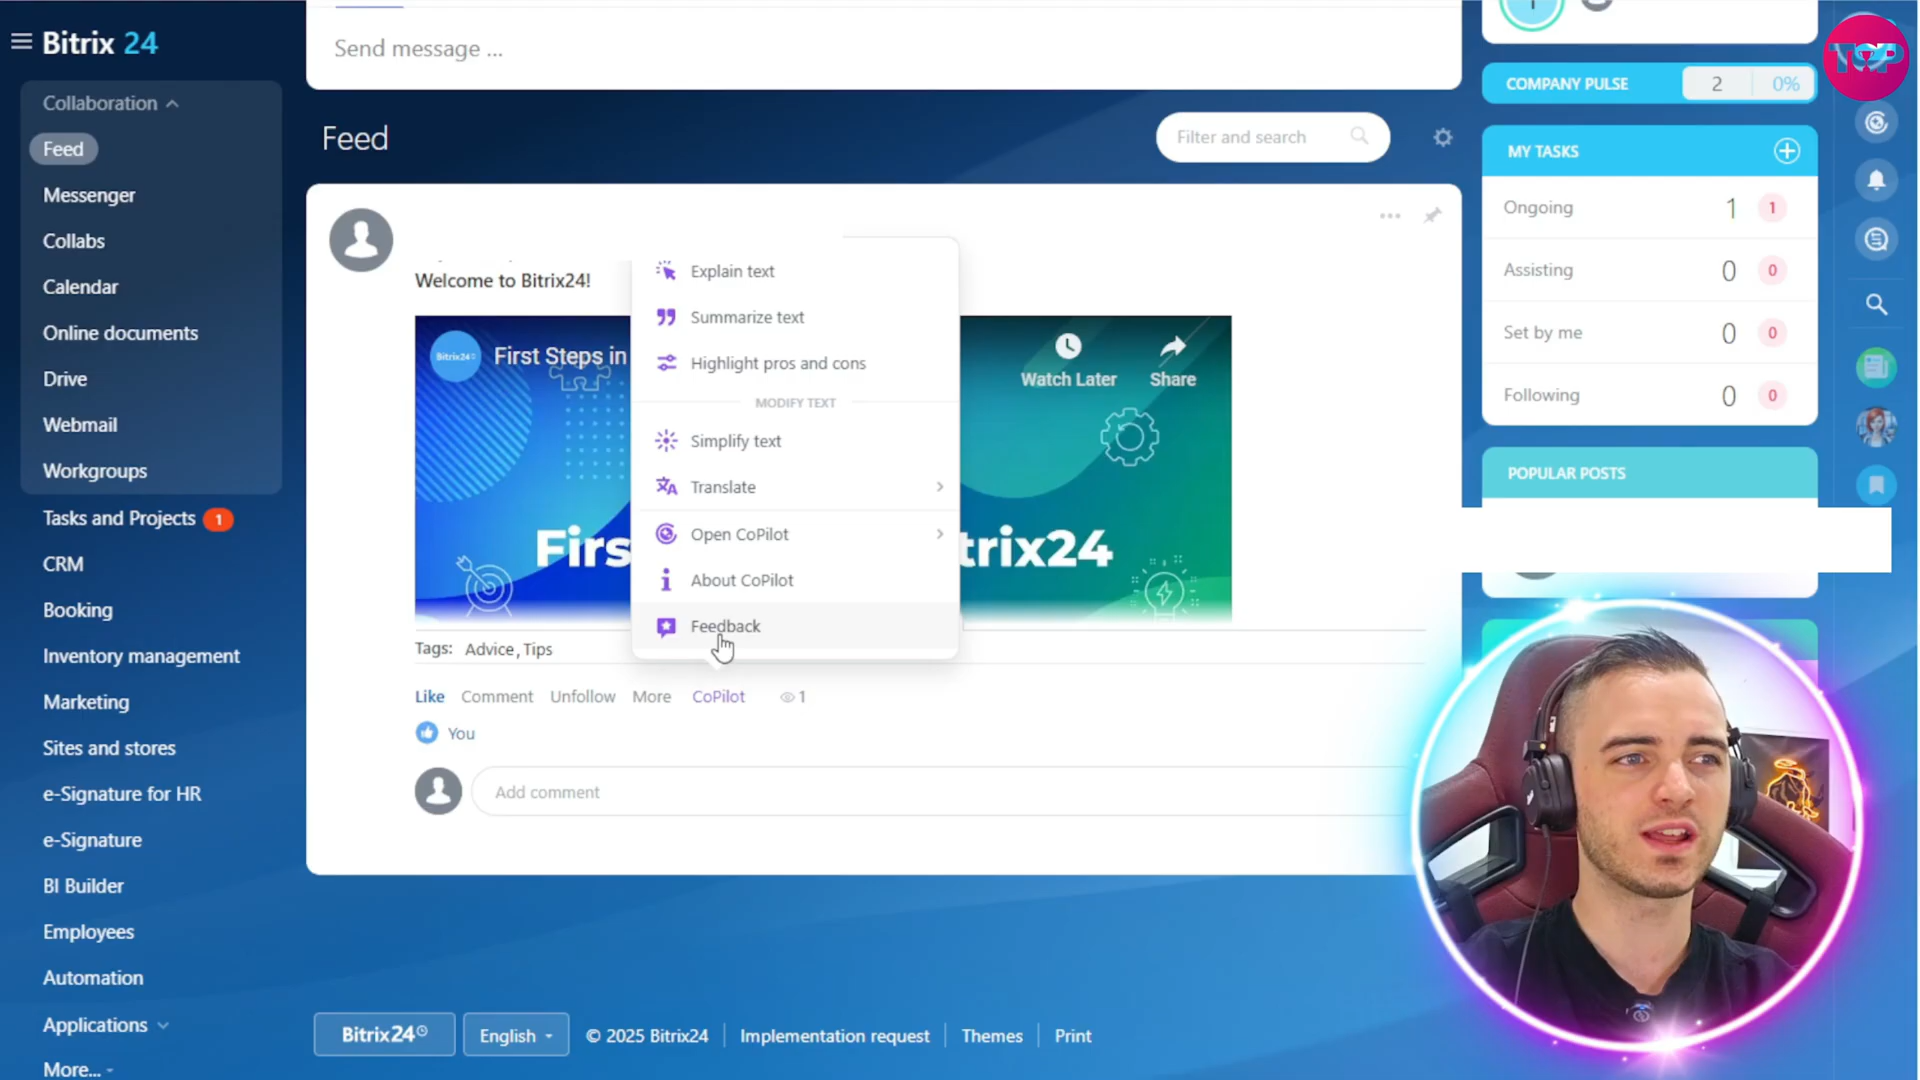 Bitrix 24
Collaboration
Feed
Messenger
Collabs
Calendar
Online documents
Drive
Webmail
Workgroups
Tasks and Projects 1
CRM
Booking
Inventory management
Marketing
Sites and stores
e-Signature for HR
e-Signature
BI Builder
Employees
Automation
Applications
More...
Send message ...
Feed
Filter and search
Welcome to Bitrix24!
Bitrix24
First Steps in
Watch Later
Share
Firs
trix24
Explain text
Summarize text
Highlight pros and cons
MODIFY TEXT
Simplify text
Translate
Open CoPilot
About CoPilot
Feedback
Tags: Advice, Tips
Like Comment Unfollow More CoPilot 1
You
Add comment
Bitrix24 English © 2025 Bitrix24 Implementation request Themes Print
COMPANY PULSE 2 0%
MY TASKS
Ongoing 1 1
Assisting 0 0
Set by me 0 0
Following 0 0
POPULAR POSTS
TOP